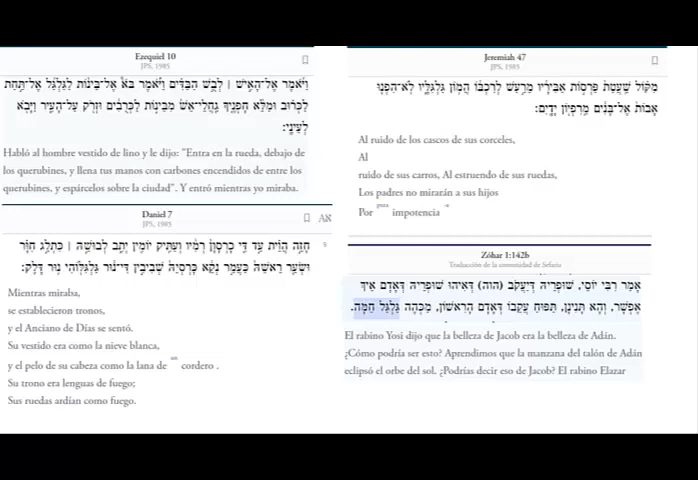 Ezequiel 10
JPS, 1985
וַיֹּאמֶר אֶל־הָאִישׁ | לְבֻשׁ הַבַּדִּים וַיֹּאמֶר בֹּא אֶל־בֵּינוֹת לַגַּלְגַּל אֶל־תַּחַת
לַכְּרוּב וּמַלֵּא חׇפְנֶיךָ גַחֲלֵי־אֵשׁ מִבֵּינוֹת לַכְּרֻבִים וּזְרֹק עַל־הָעִיר וַיָּבֹא
לְעֵינָי׃
Habló al hombre vestido de lino y le dijo: "Entra en la rueda, debajo de
los querubines, y llena tus manos con carbones encendidos de entre los
querubines, y espárcelos sobre la ciudad". Y entró mientras yo miraba.
Daniel 7
JPS, 1985
AN
חָזֵה הֲוֵית עַד דִּי כׇרְסָוָן רְמִיו וְעַתִּיק יוֹמִין יְתִב לְבוּשֵׁהּ | כִּתְלַג חִוָּר
וּשְׂעַר רֵאשֵׁהּ כַּעֲמַר נְקֵא כׇּרְסְיֵהּ שְׁבִיבִין דִּי־נוּר גַּלְגִּלּוֹהִי נוּר דָּלִק׃
Mientras miraba,
se establecieron tronos,
y el Anciano de Días se sentó.
Su vestido era como la nieve blanca,
y el pelo de su cabeza como la lana de un cordero .
Su trono era lenguas de fuego;
Sus ruedas ardían como fuego.
Jeremiah 47
JPS, 1985
מִקּוֹל שַׁעֲטַת פַּרְסוֹת אַבִּירָיו מֵרַעַשׁ לְרִכְבּוֹ הֲמוֹן גַּלְגִּלָּיו לֹא־הִפְנוּ
אָבוֹת אֶל־בָּנִים מֵרִפְיוֹן יָדָיִם׃
Al ruido de los cascos de sus corceles,
Al
ruido de sus carros, Al estruendo de sus ruedas,
Los padres no mirarán a sus hijos
Por pura impotencia
Zóhar 1:142b
Traducción de la comunidad de Sefaria
אָמַר רִבִּי יוֹסֵי, שׁוּפְרֵיהּ דְּיַעֲקֹב (הוה) דְּאִיהוּ שׁוּפְרֵיהּ דְּאָדָם אֵיךְ
אֶפְשָׁר, וְהָא תָּנִינָן, תַּפּוּחַ עֲקֵבוֹ דְּאָדָם הָרִאשׁוֹן, מַכְהֶה גַּלְגַּל חַמָּה.
El rabino Yosi dijo que la belleza de Jacob era la belleza de Adán.
¿Cómo podría ser esto? Aprendimos que la manzana del talón de Adán
eclipsó el orbe del sol. ¿Podrías decir eso de Jacob? El rabino Elazar